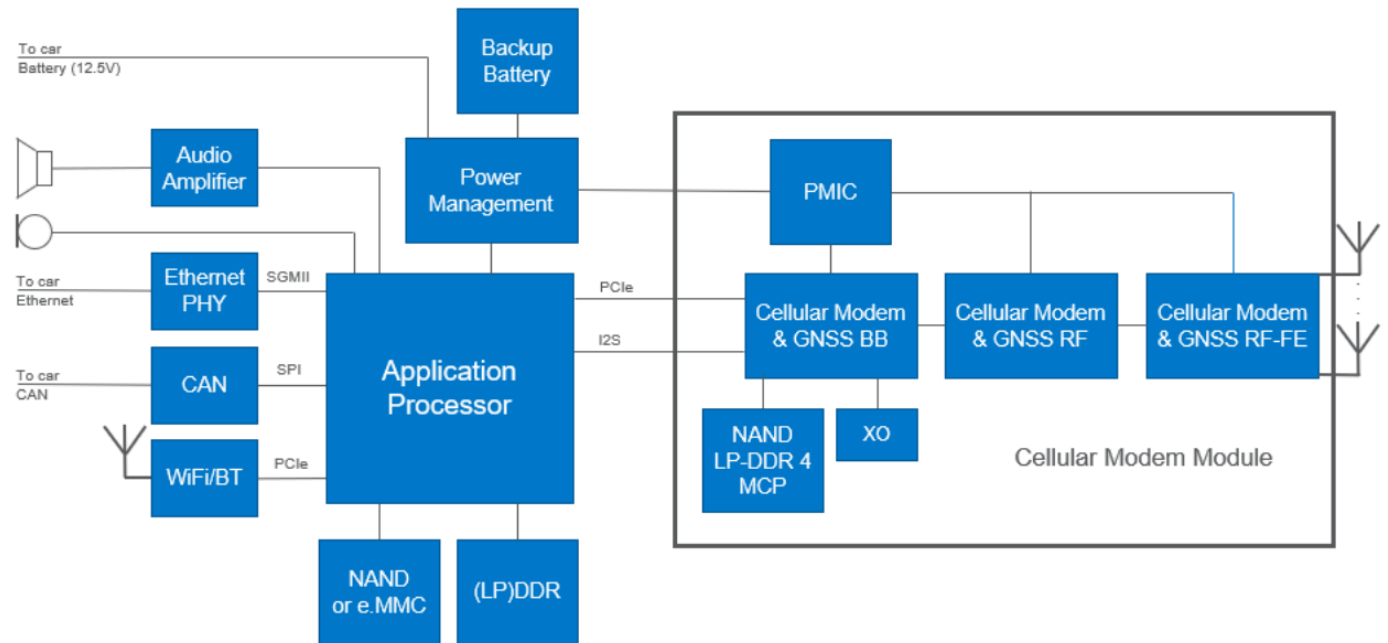 To car
Battery (12.5V)
Backup
Battery
Audio
Amplifier
Power
Management
PMIC
To car
Ethernet
Ethernet
PHY
SGMII
PCIe
Cellular Modem
& GNSS BB
Cellular Modem
& GNSS RF
Cellular Modem
& GNSS RF-FE
I2S
To car
CAN
CAN
SPI
Application
Processor
WiFi/BT
PCIe
NAND
LP-DDR 4
MCP
XO
Cellular Modem Module
NAND
or e.MMC
(LP)DDR